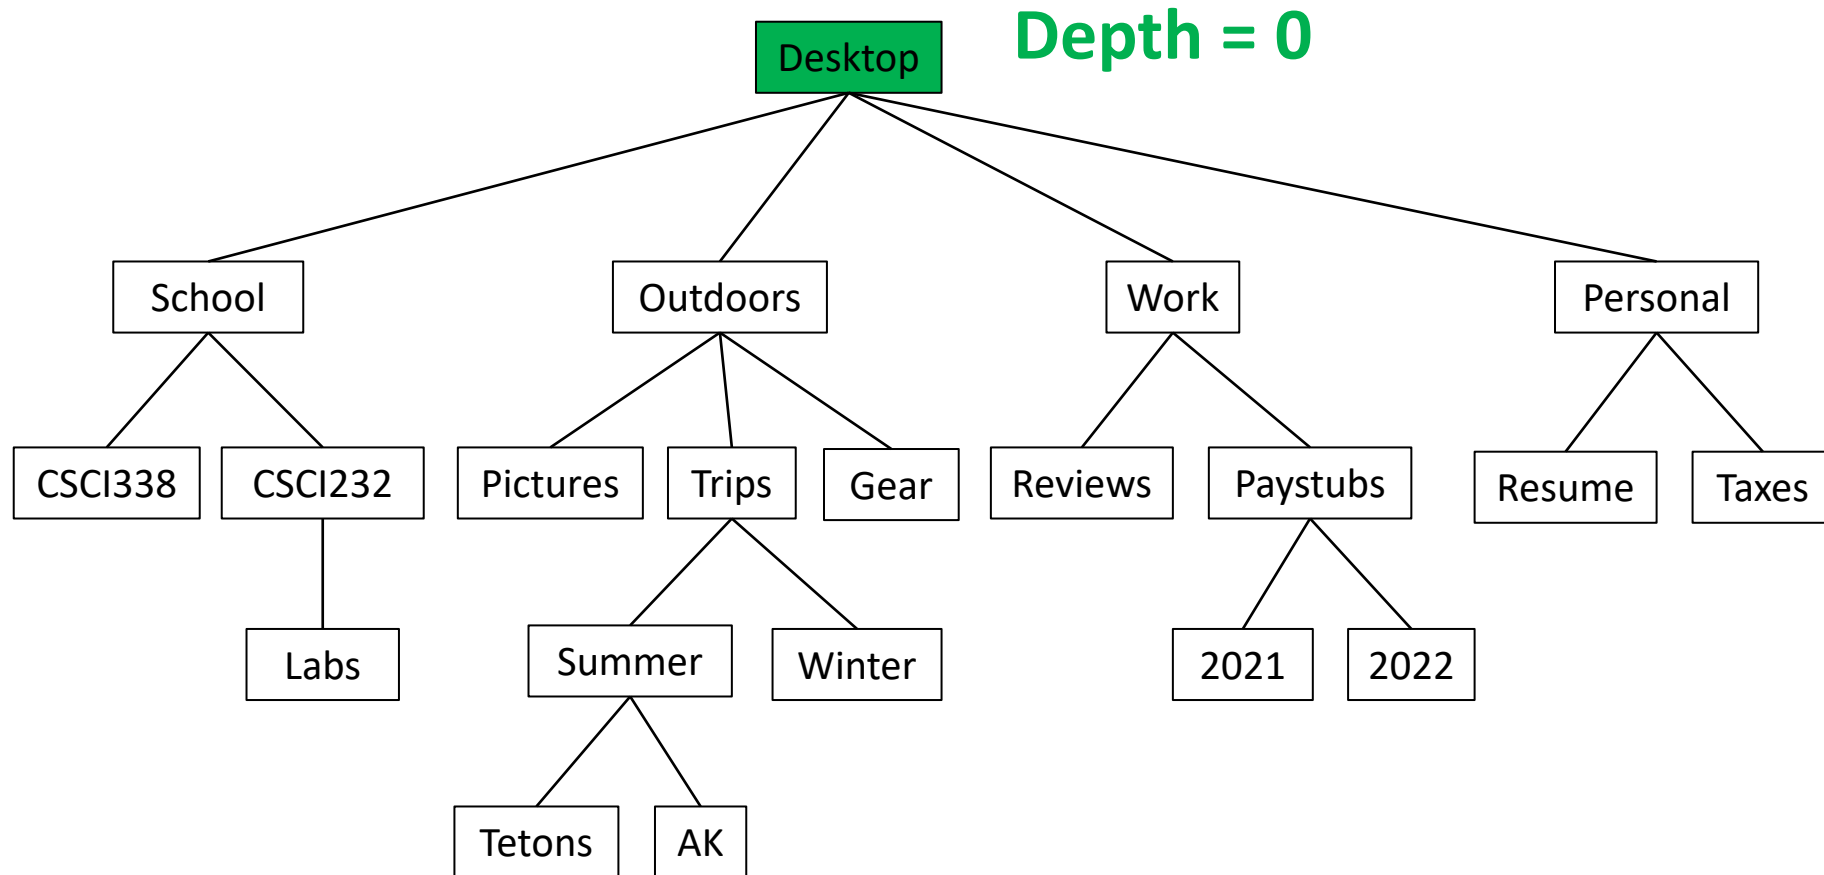 Depth = 0
Desktop
School
Outdoors
Work
Personal
CSCI338
CSCI232
Pictures
Trips
Gear
Reviews
Paystubs
Resume
Taxes
Labs
Summer
Winter
2021
2022
Tetons
AK